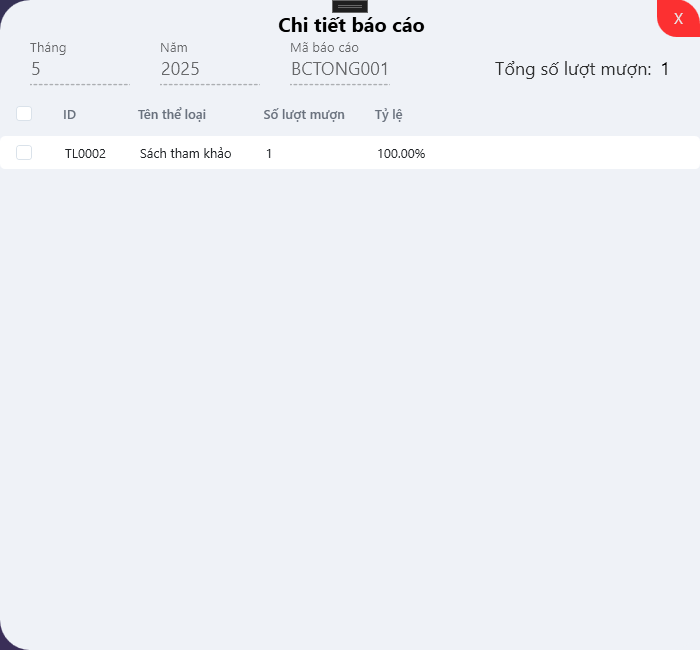 Chi tiết báo cáo
X
Tháng Năm Mã báo cáo
5 2025 BCTONG001 Tổng số lượt mượn: 1
ID Tên thể loại Số lượt mượn Tỷ lệ
TL0002 Sách tham khảo 1 100.00%